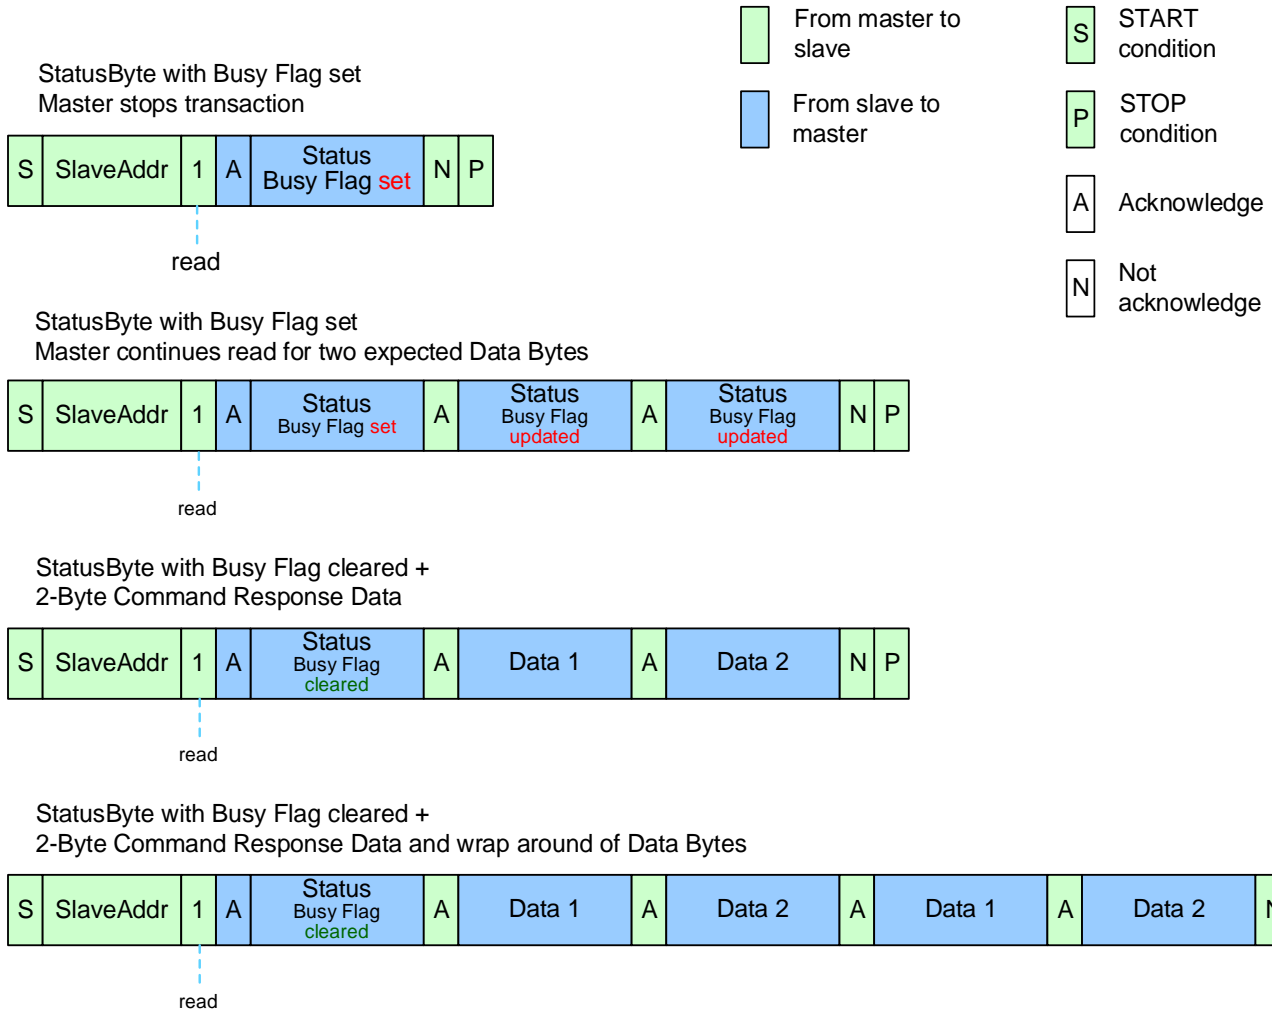 From master to
slave
From slave to
master
S START
condition
P STOP
condition
A Acknowledge
N Not
acknowledge
StatusByte with Busy Flag set
Master stops transaction
S SlaveAddr 1 A Status
Busy Flag set N P
read
StatusByte with Busy Flag set
Master continues read for two expected Data Bytes
S SlaveAddr 1 A Status
Busy Flag set
A Status
Busy Flag
updated
A Status
Busy Flag
updated
N P
read
StatusByte with Busy Flag cleared +
2-Byte Command Response Data
S SlaveAddr 1 A Status
Busy Flag
cleared
A Data 1 A Data 2 N P
read
StatusByte with Busy Flag cleared +
2-Byte Command Response Data and wrap around of Data Bytes
S SlaveAddr 1 A Status
Busy Flag
cleared
A Data 1 A Data 2 A Data 1 A Data 2
read